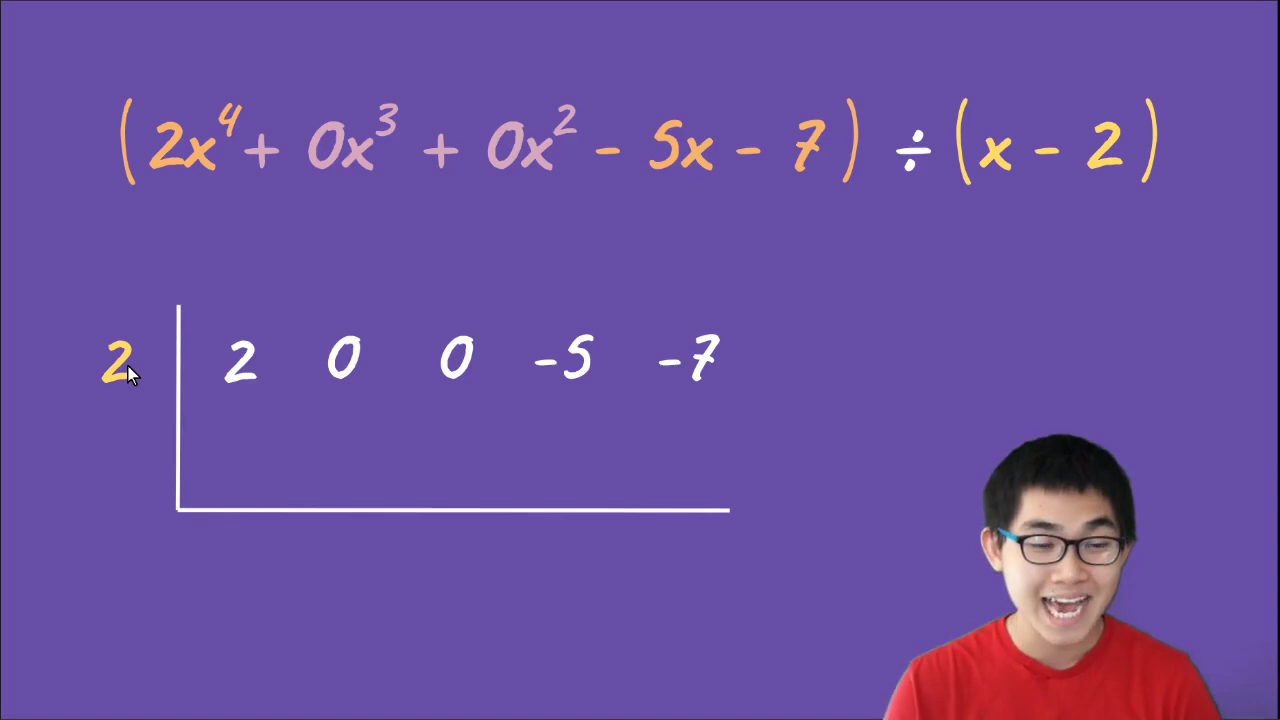 (2x⁴ + 0x³ + 0x² - 5x - 7) ÷ (x - 2)
2 2 0 0 -5 -7